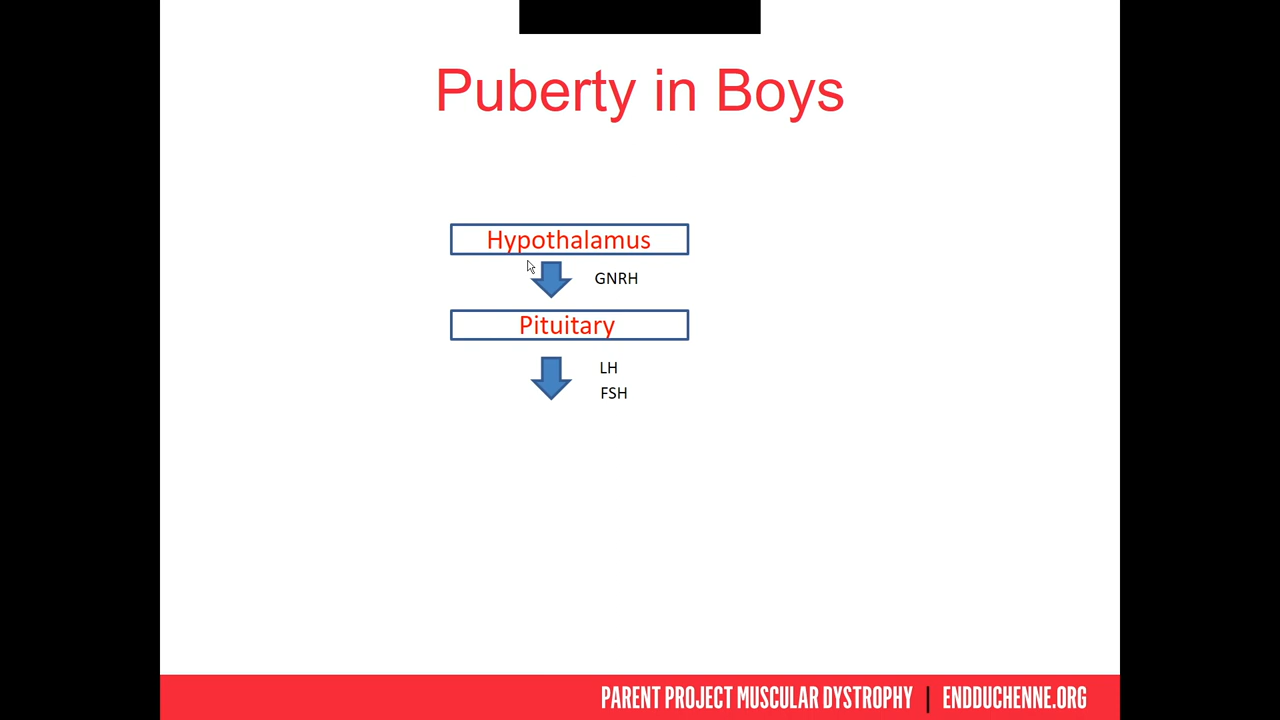 Puberty in Boys
Hypothalamus
GNRH
Pituitary
LH
FSH
PARENT PROJECT MUSCULAR DYSTROPHY | ENDDUCHENNE.ORG